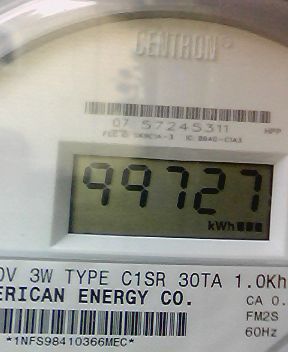 CENTRON®
07 57245311 HPP
99727
kWh
0V 3W TYPE C1SR 30TA 1.0Kh
ERICAN ENERGY CO.
CA 0.
FM2S
60Hz
*1NFS98410366MEC*